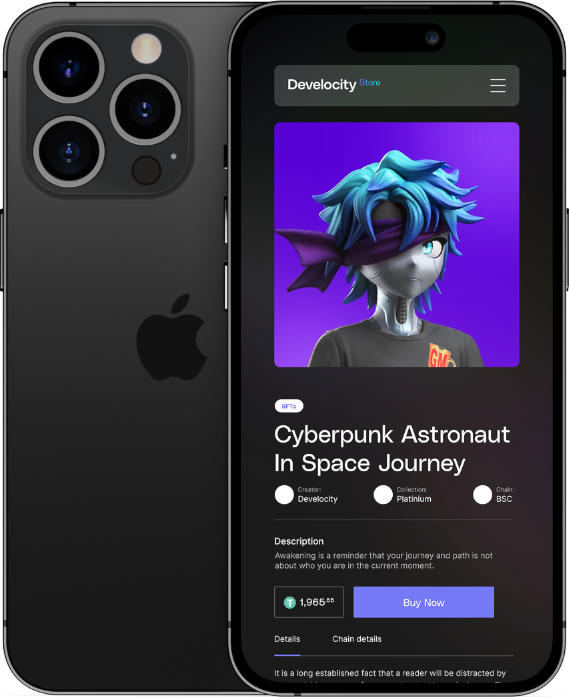 Develocity Store
GM
NFTs
Cyberpunk Astronaut
In Space Journey
Creator:
Develocity
Collection:
Platinium
Chain:
BSC
Description
Awakening is a reminder that your journey and path is not
about who you are in the current moment.
1,965.55
Buy Now
Details
Chain details
It is a long established fact that a reader will be distracted by